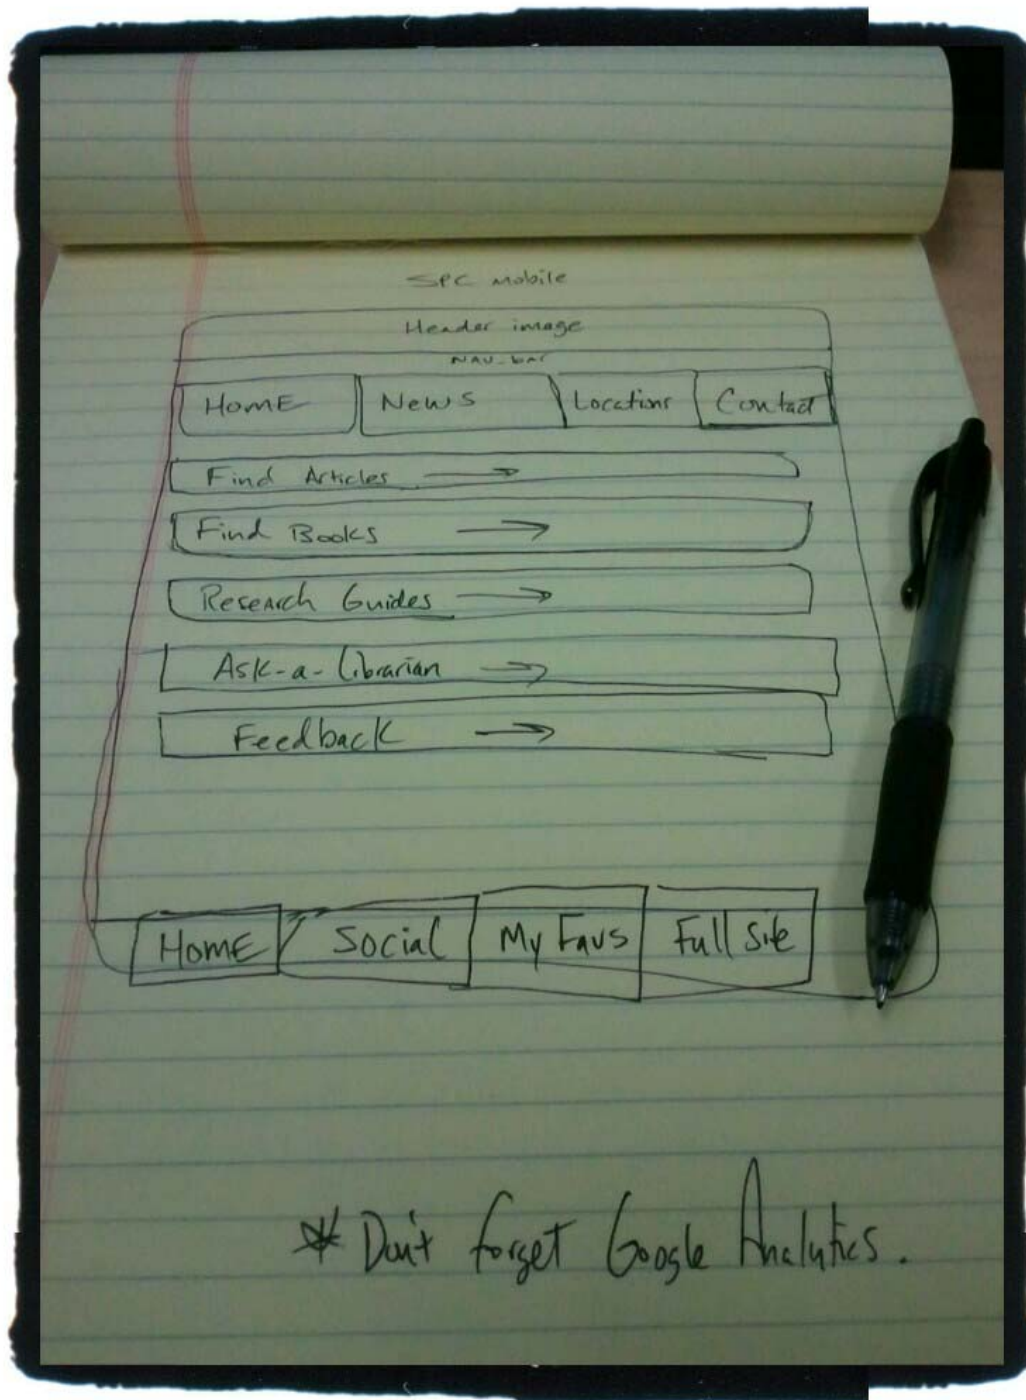 SPC Mobile
Header image
NAV-bar
HOME News Locations Contact
Find Articles
Find Books
Research Guides
Ask-a-Librarian
Feedback
HOME Social My Favs Full Site
* Don't forget Google Analytics.